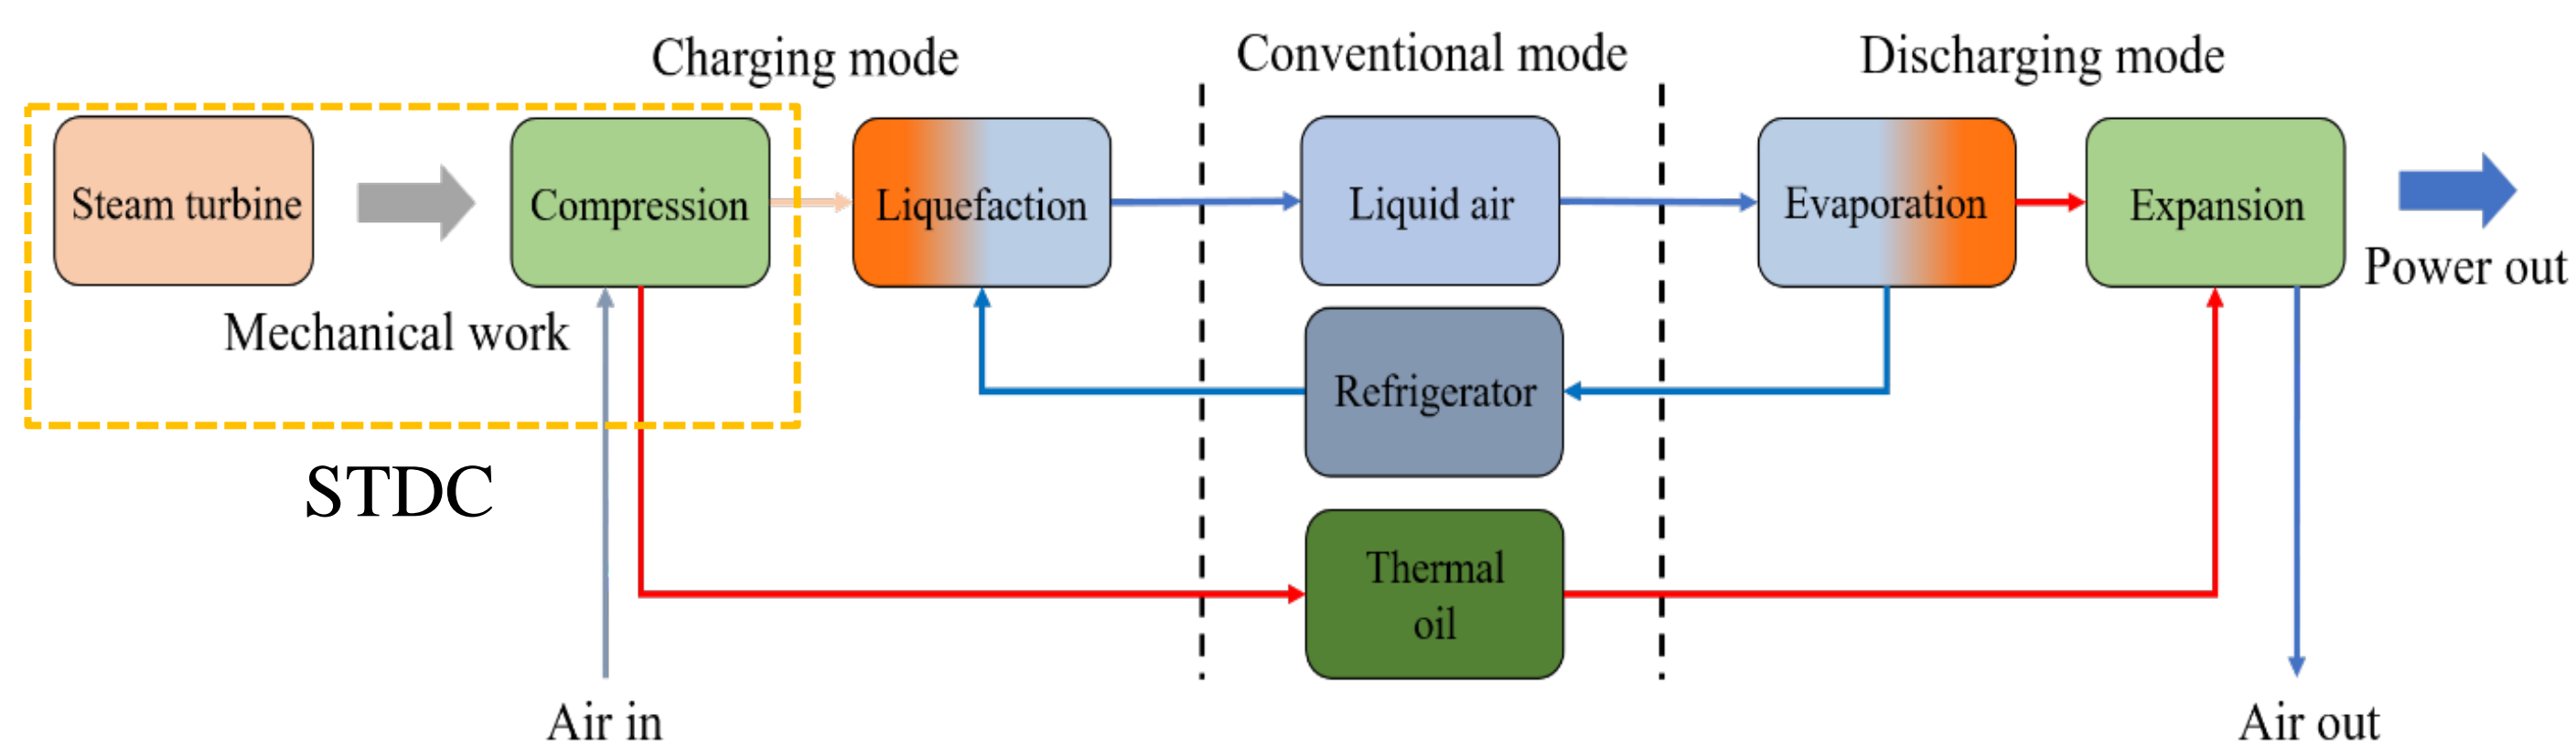 Charging mode
Conventional mode
Discharging mode
Steam turbine
Compression
Liquefaction
Liquid air
Evaporation
Expansion
Power out
Mechanical work
Refrigerator
STDC
Thermal
oil
Air in
Air out